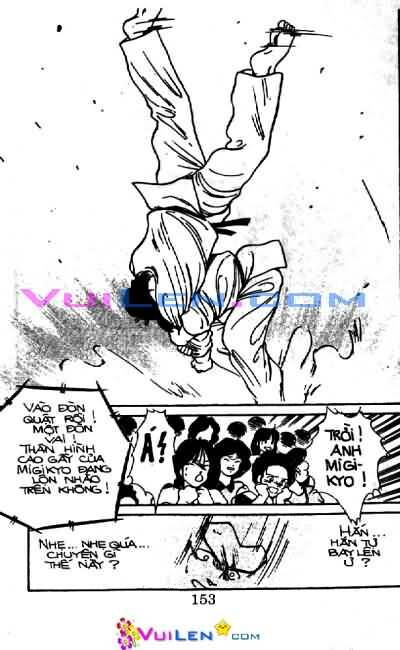 VUILEN.COM
VÀO ĐÒN
QUẬT RỒI!
MỘT ĐÒN
VAI!
THÂN HÌNH
CAO GẦY CỦA
MIGIKYO ĐANG
LỘN NHÀO
TRÊN KHÔNG!
Á!
TRỜI!
ANH
MIGI-
KYO!
NHẸ... NHẸ QUÁ...
CHUYỆN GÌ
THẾ NÀY?
HẮN...
HẮN TỰ
BAY LÊN
Ư?
153
VUILEN.COM